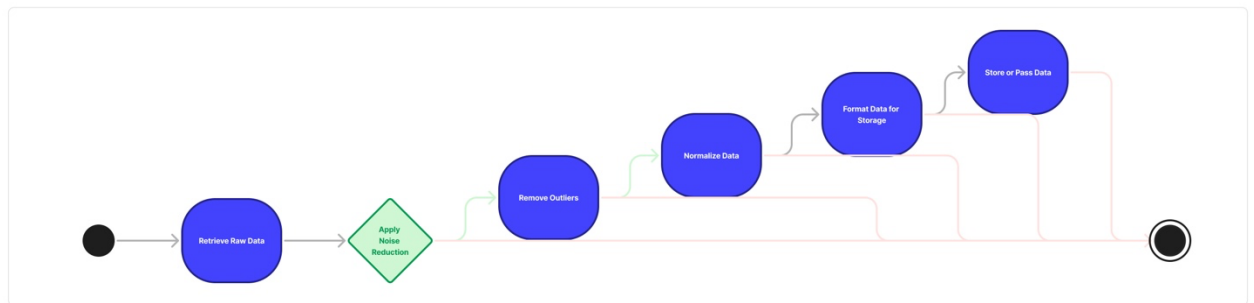 Retrieve Raw Data
Apply
Noise
Reduction
Remove Outliers
Normalize Data
Format Data for
Storage
Store or Pass Data